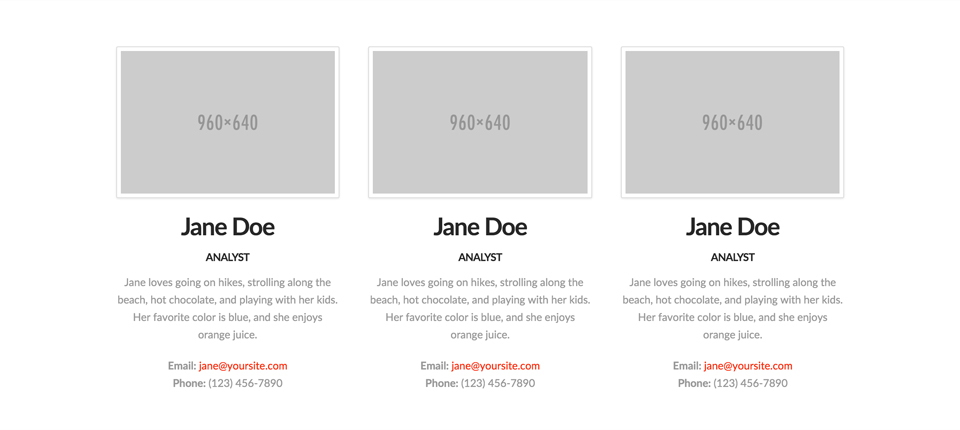 960×640
Jane Doe
ANALYST
Jane loves going on hikes, strolling along the
beach, hot chocolate, and playing with her kids.
Her favorite color is blue, and she enjoys
orange juice.
Email: jane@yoursite.com
Phone: (123) 456-7890
960×640
Jane Doe
ANALYST
Jane loves going on hikes, strolling along the
beach, hot chocolate, and playing with her kids.
Her favorite color is blue, and she enjoys
orange juice.
Email: jane@yoursite.com
Phone: (123) 456-7890
960×640
Jane Doe
ANALYST
Jane loves going on hikes, strolling along the
beach, hot chocolate, and playing with her kids.
Her favorite color is blue, and she enjoys
orange juice.
Email: jane@yoursite.com
Phone: (123) 456-7890